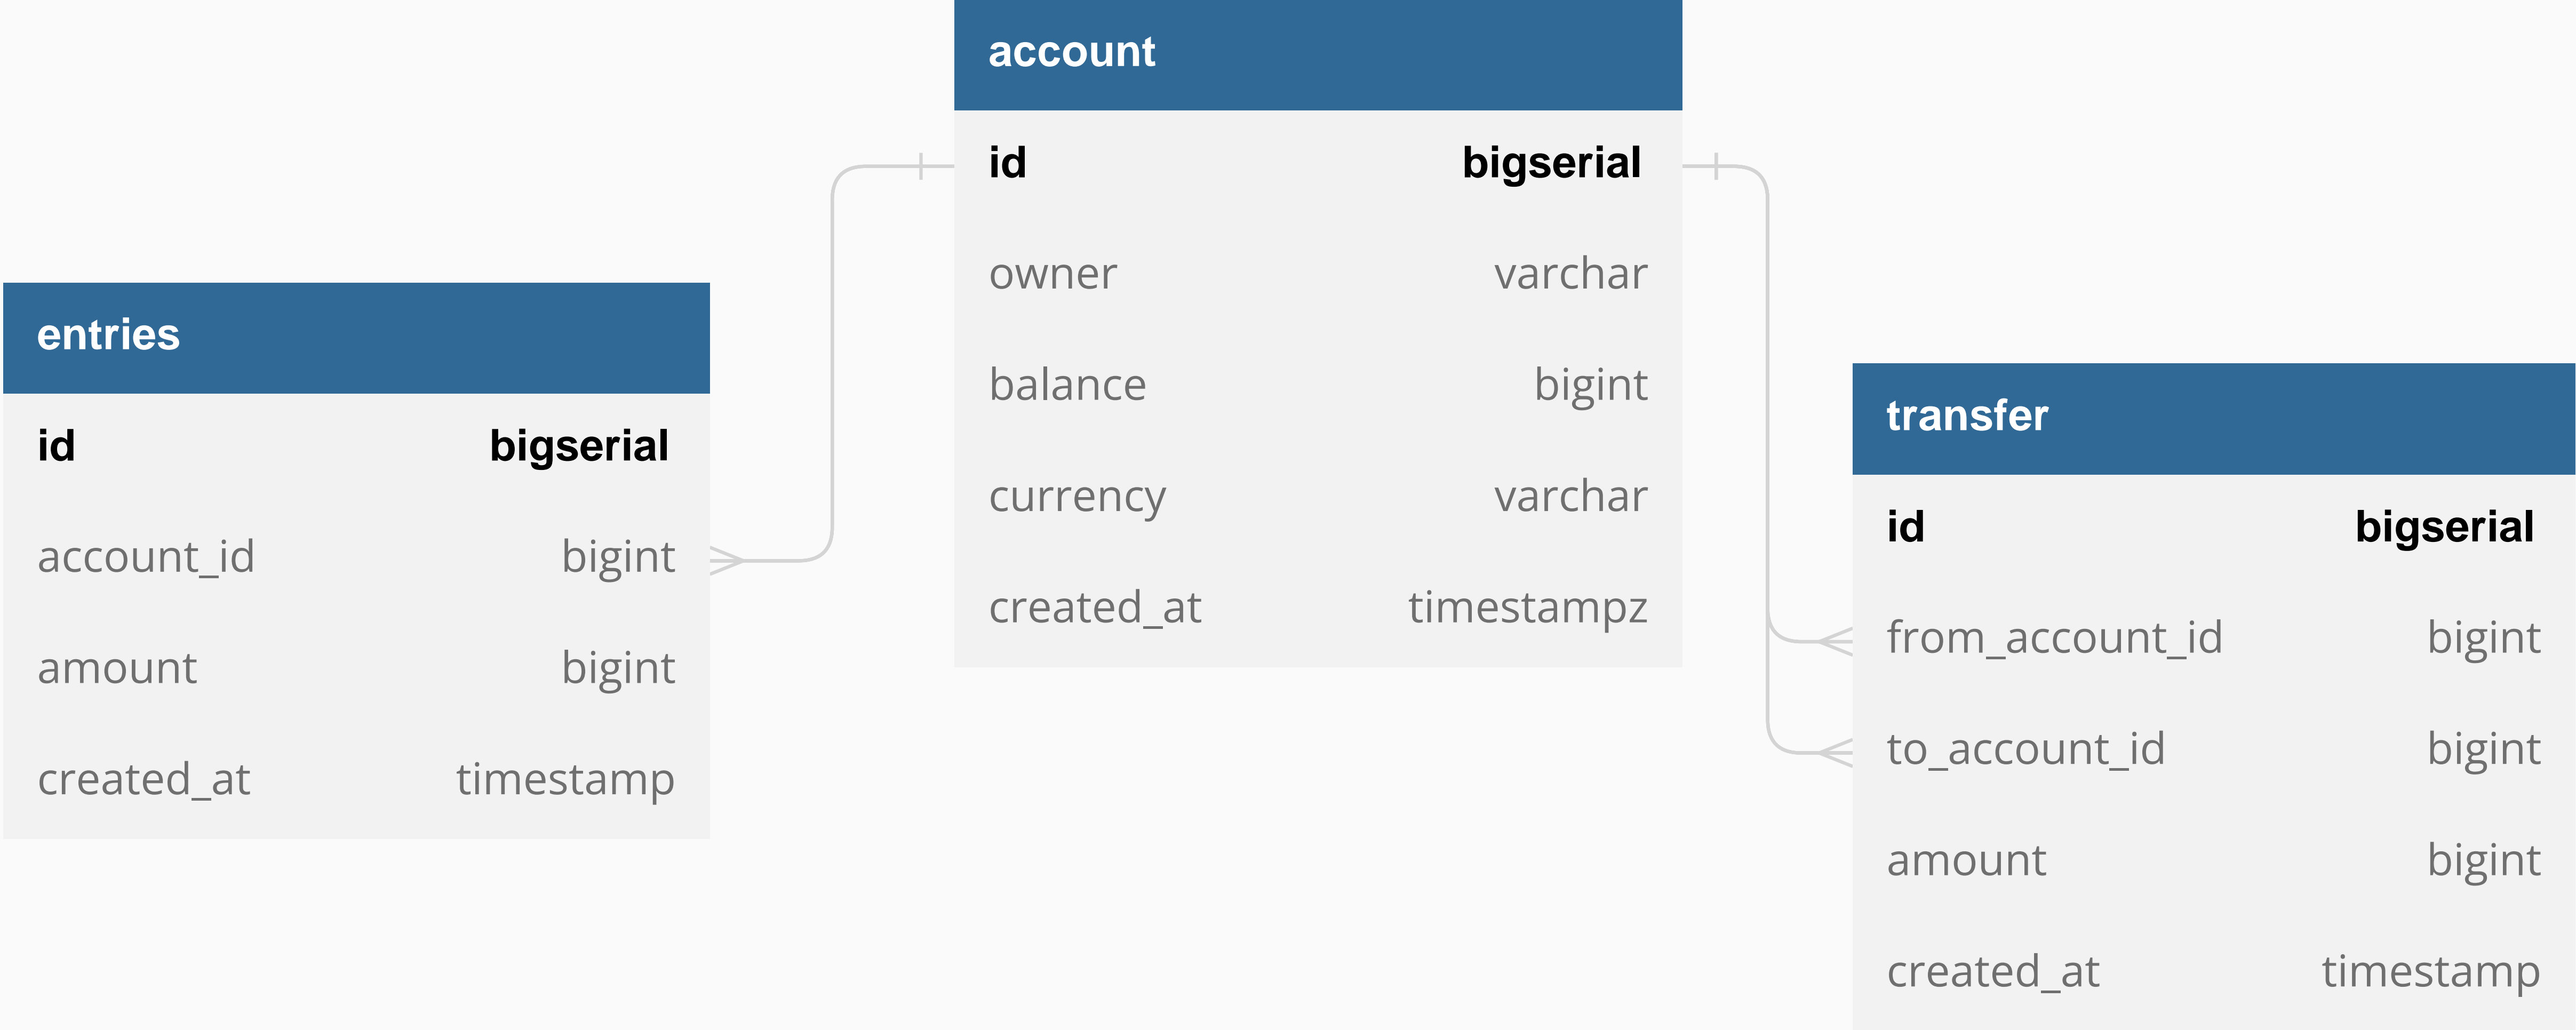 account
id bigserial
owner varchar
balance bigint
currency varchar
created_at timestampz
entries
id bigserial
account_id bigint
amount bigint
created_at timestamp
transfer
id bigserial
from_account_id bigint
to_account_id bigint
amount bigint
created_at timestamp